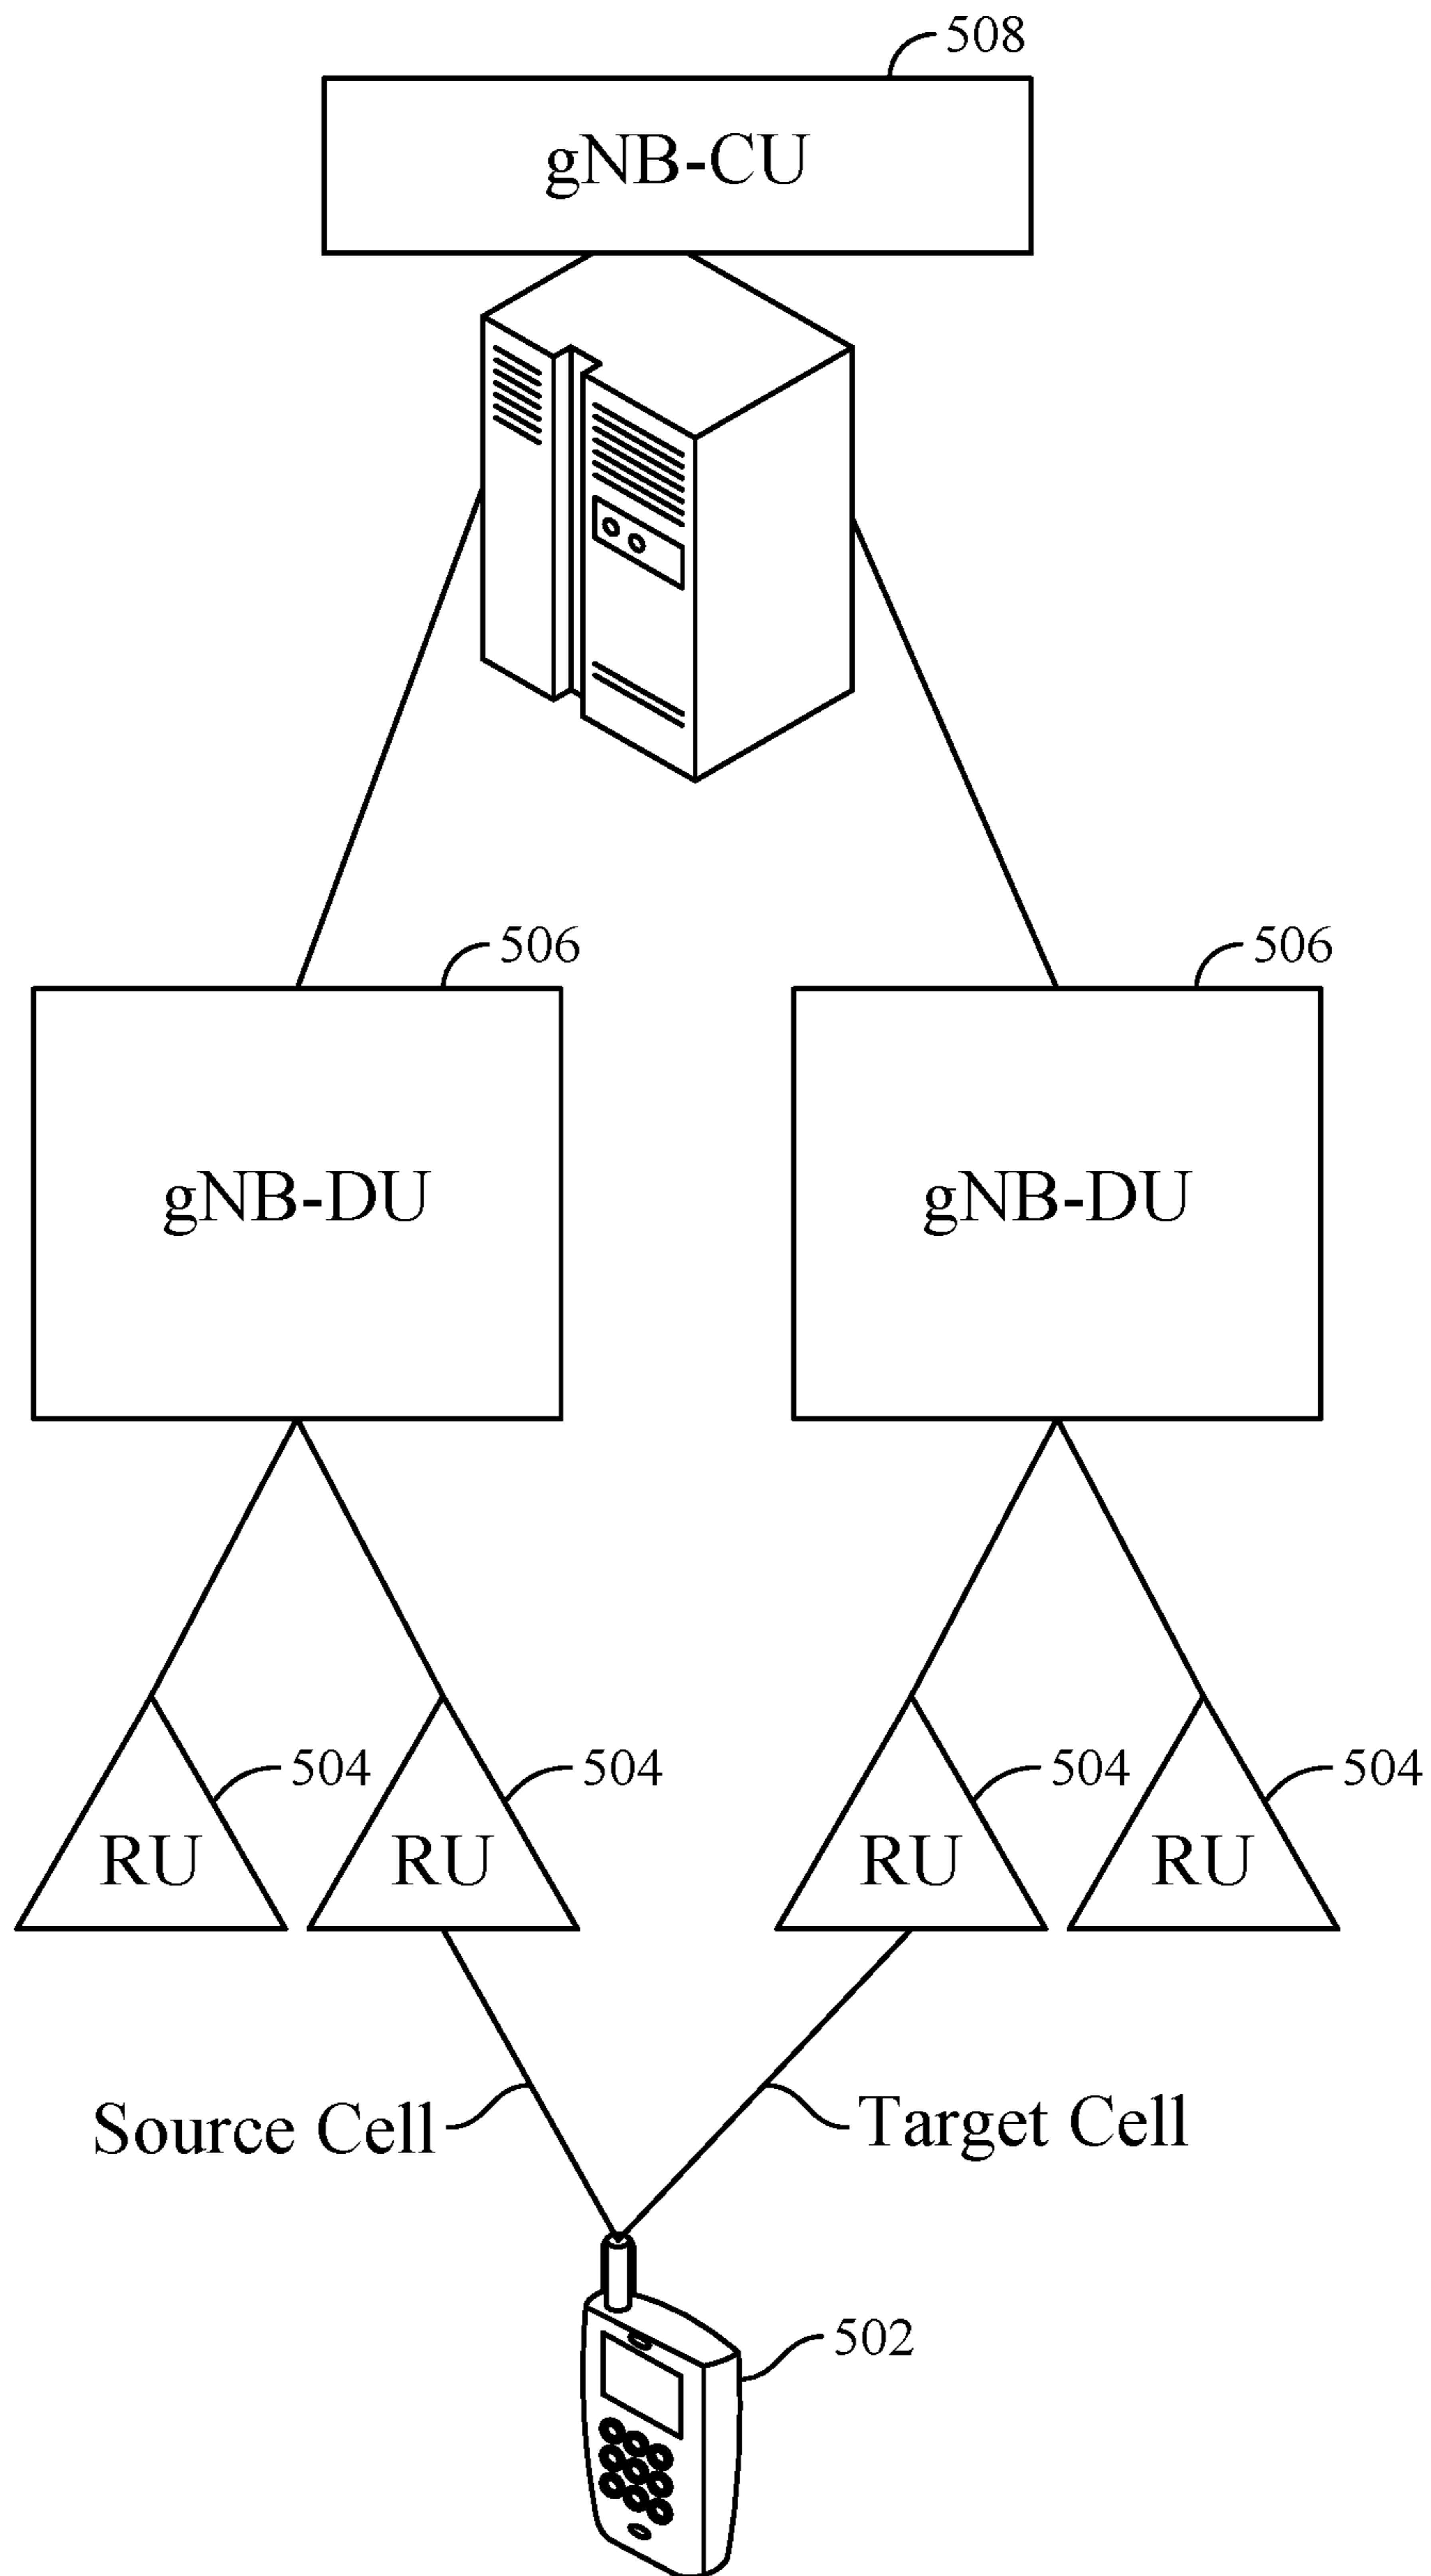 508
gNB-CU
506
506
gNB-DU
gNB-DU
504
504
504
504
RU
RU
RU
RU
Source Cell
Target Cell
502